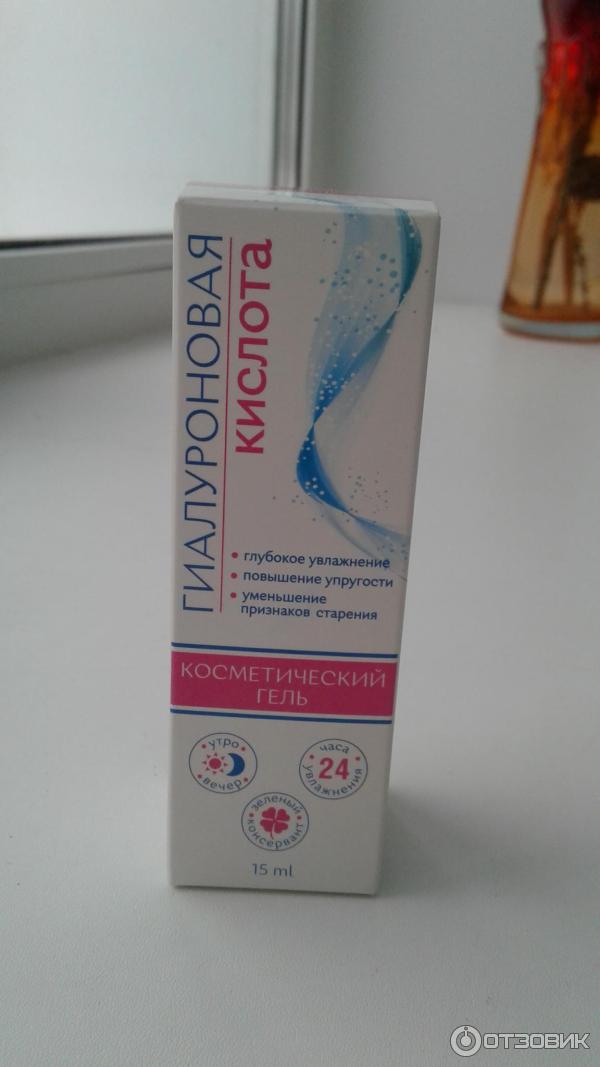 ГИАЛУРОНОВАЯ
КИСЛОТА
• глубокое увлажнение
• повышение упругости
• уменьшение
признаков старения
КОСМЕТИЧЕСКИЙ
ГЕЛЬ
• утро •
вечер
часа
24
увлажнения
зеленый
консервант
15 ml
ОТЗОВИК